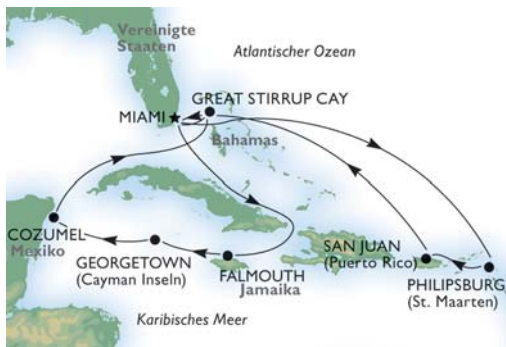 Vereinigte
Staaten
Atlantischer Ozean
GREAT STIRRUP CAY
MIAMI
Bahamas
COZUMEL
Mexiko
GEORGETOWN
(Cayman Inseln)
FALMOUTH
Jamaika
SAN JUAN
(Puerto Rico)
PHILIPSBURG
(St. Maarten)
Karibisches Meer